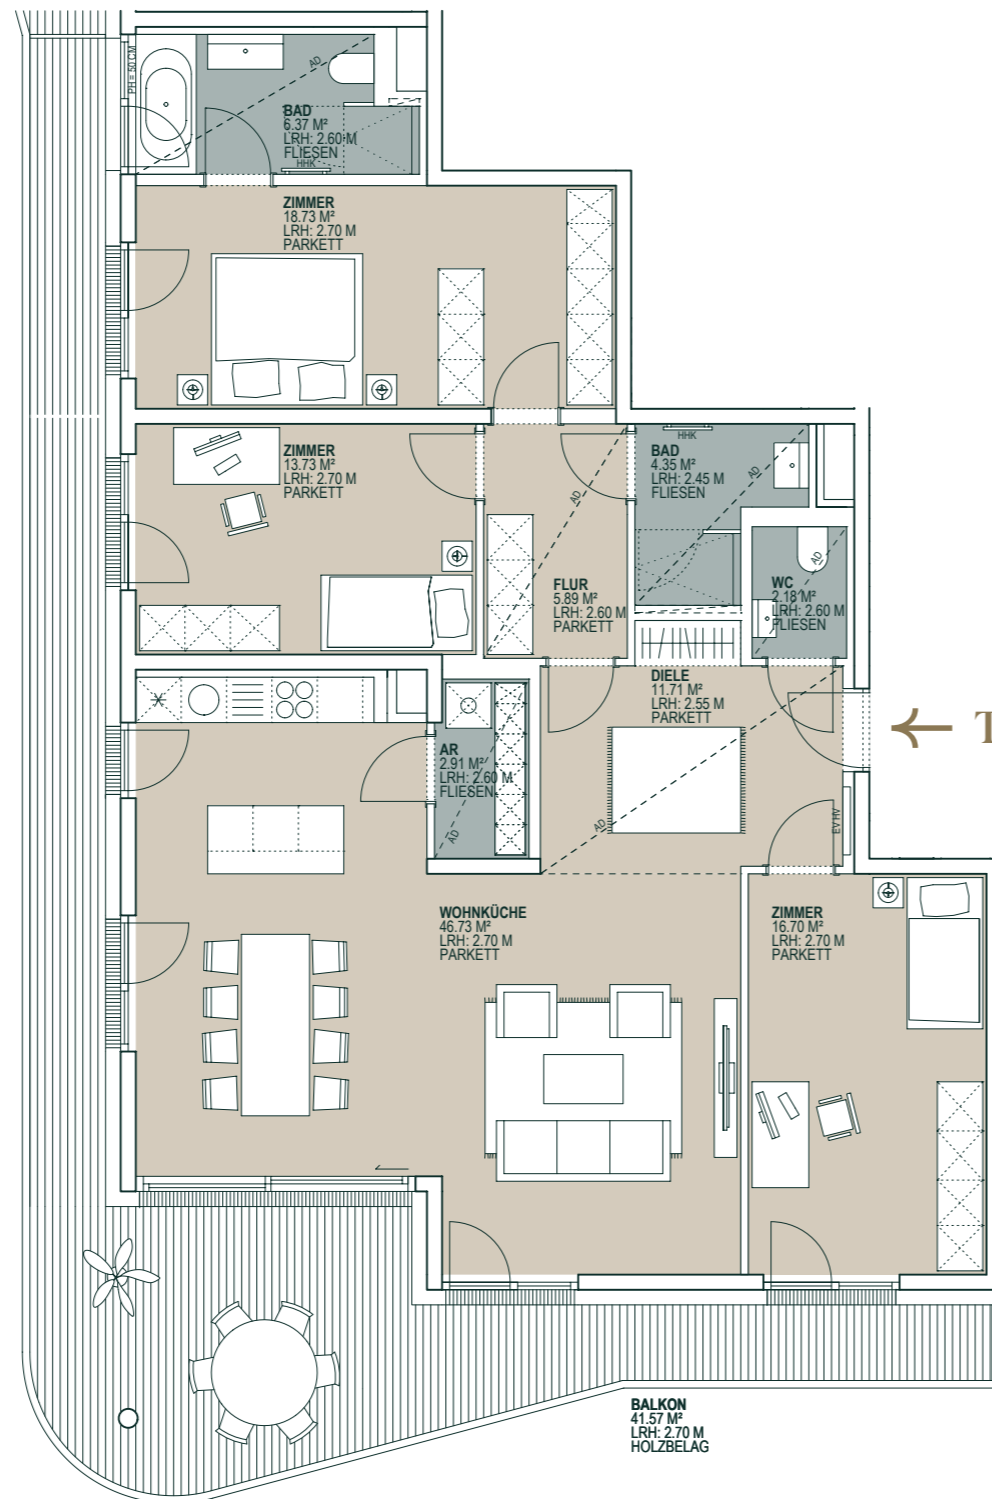 PH = 50 CM
AD
BAD
6.37 M²
LRH: 2.60 M
FLIESEN
HHK
ZIMMER
18.73 M²
LRH: 2.70 M
PARKETT
ZIMMER
13.73 M²
LRH: 2.70 M
PARKETT
HHK
BAD
4.35 M²
LRH: 2.45 M
FLIESEN
AD
AD
FLUR
5.89 M²
LRH: 2.60 M
PARKETT
AD
WC
2.18 M²
LRH: 2.60 M
FLIESEN
DIELE
11.71 M²
LRH: 2.55 M
PARKETT
T
AR
2.91 M²
LRH: 2.60 M
FLIESEN
AD
AD
EV HV
WOHNKÜCHE
46.73 M²
LRH: 2.70 M
PARKETT
ZIMMER
16.70 M²
LRH: 2.70 M
PARKETT
BALKON
41.57 M²
LRH: 2.70 M
HOLZBELAG